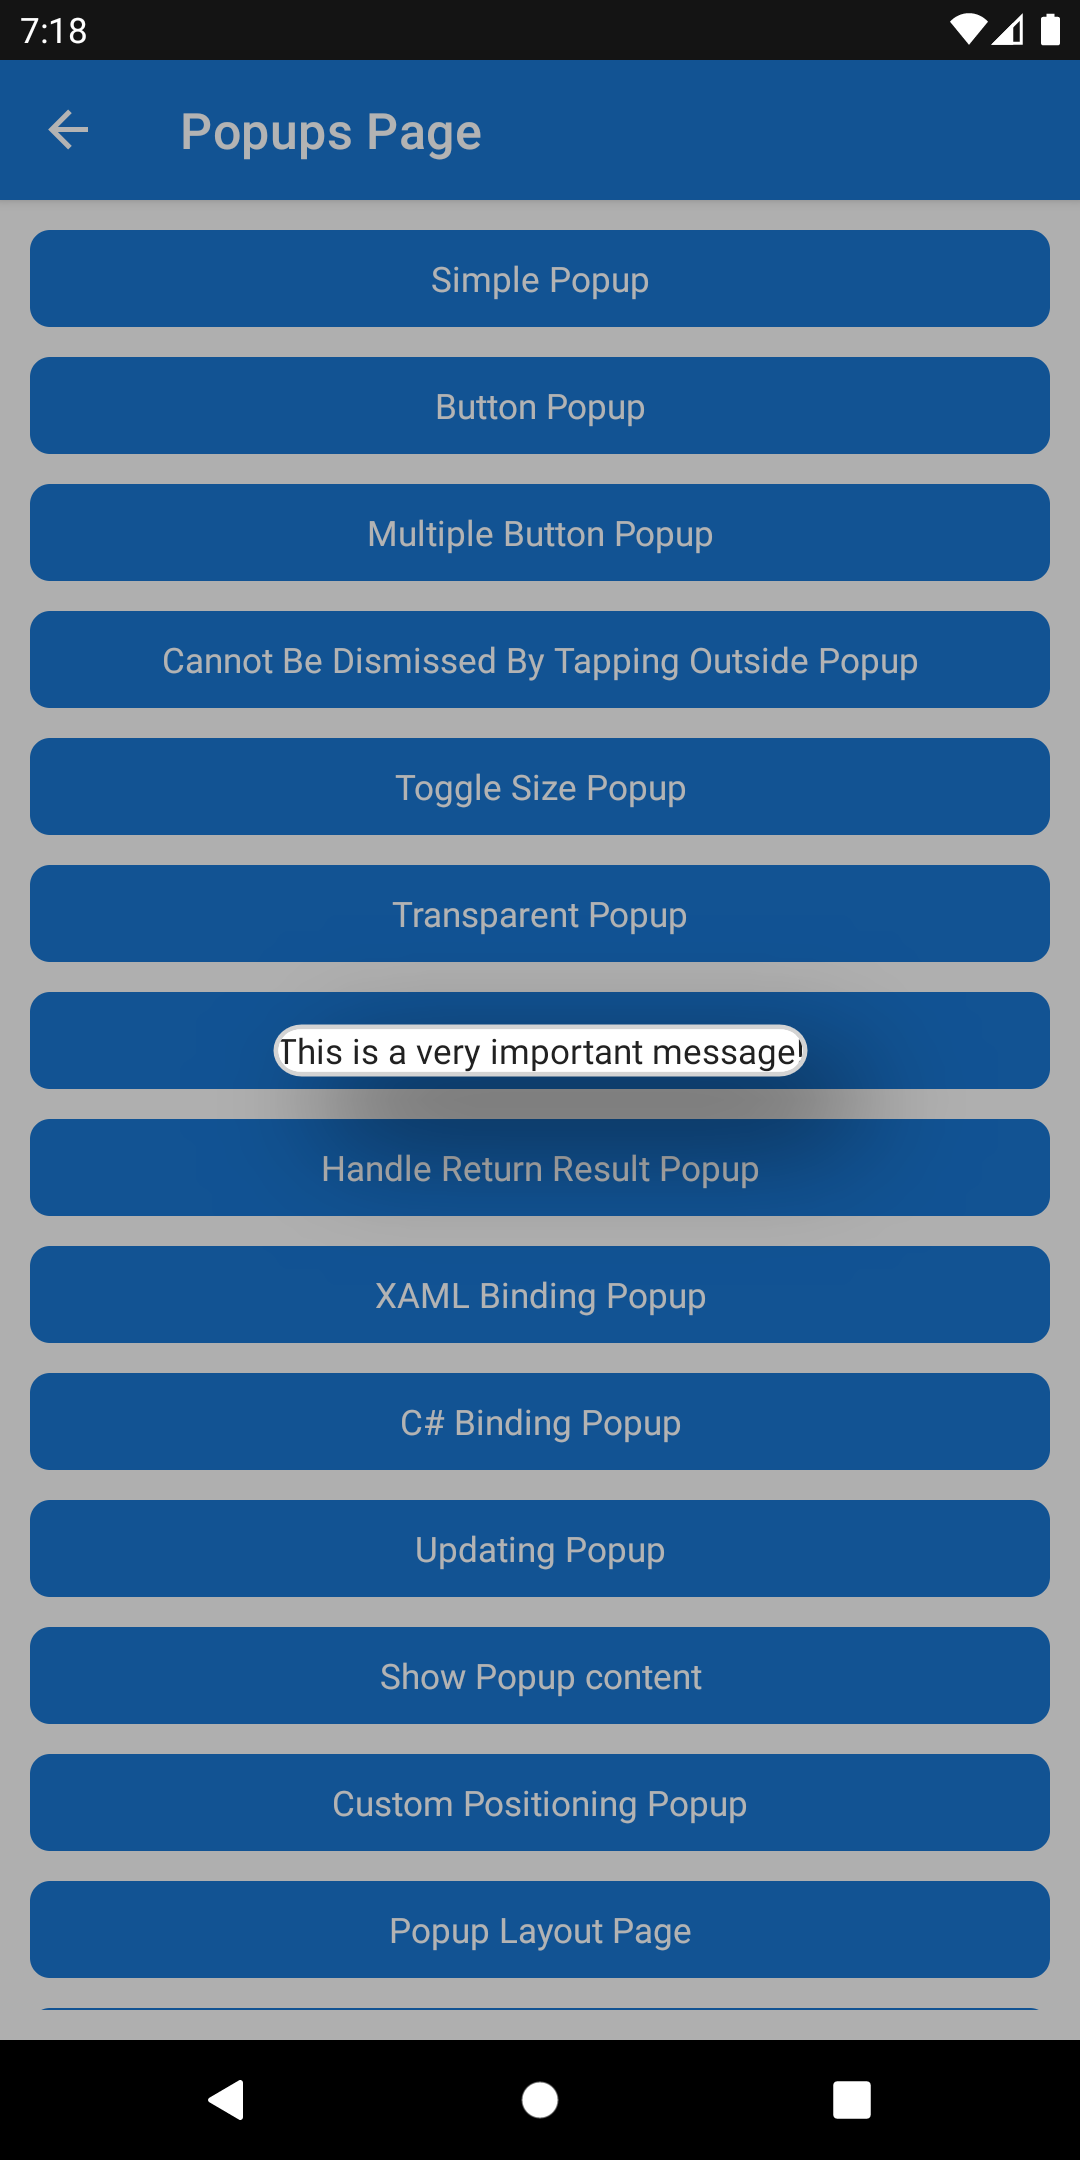 7:18
Popups Page
Simple Popup
Button Popup
Multiple Button Popup
Cannot Be Dismissed By Tapping Outside Popup
Toggle Size Popup
Transparent Popup
This is a very important message!
Handle Return Result Popup
XAML Binding Popup
C# Binding Popup
Updating Popup
Show Popup content
Custom Positioning Popup
Popup Layout Page